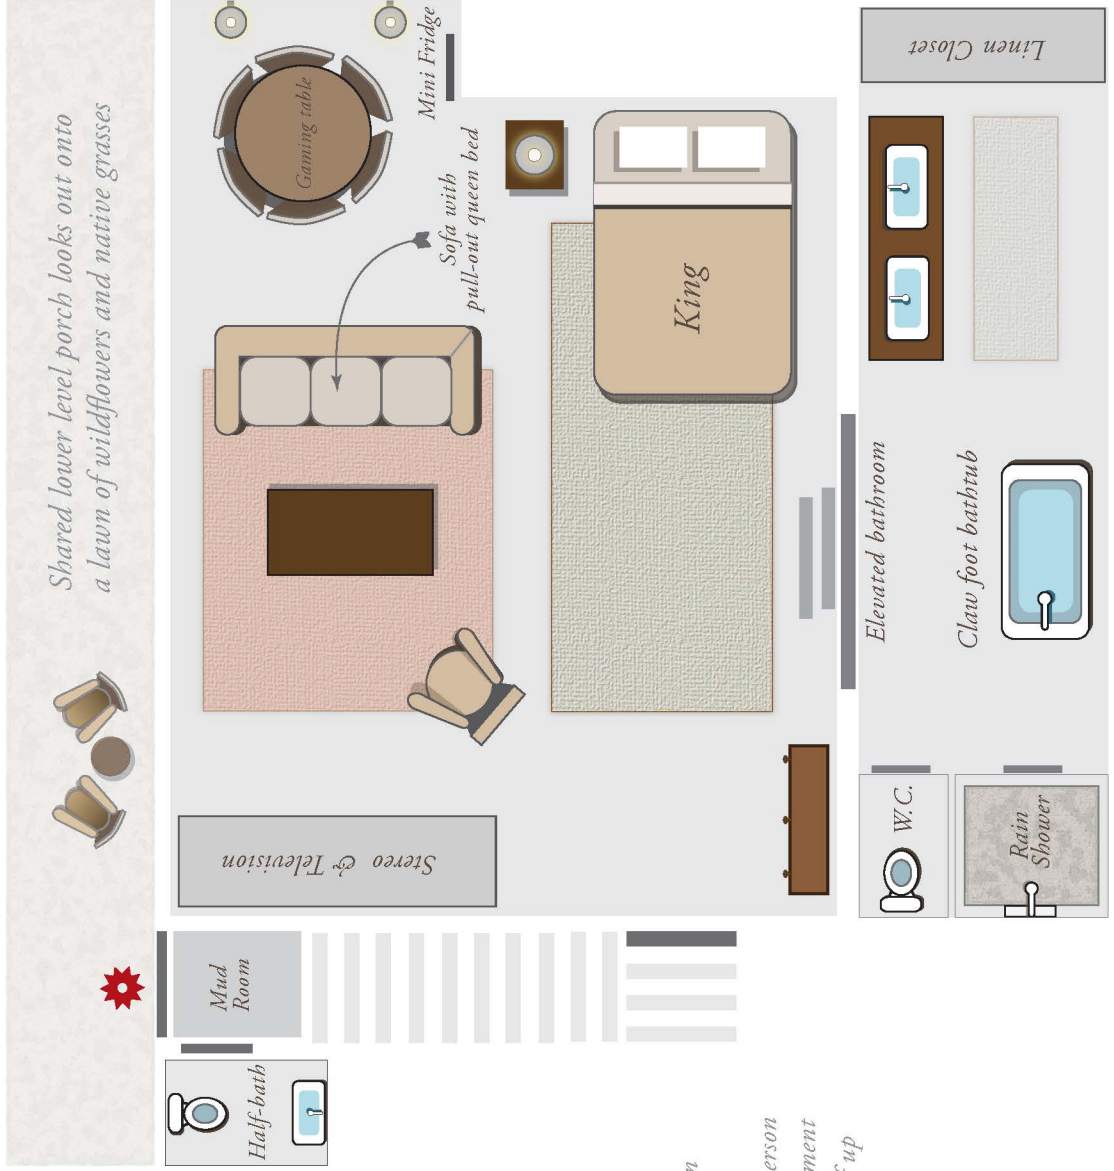 Shared lower level porch looks out onto
a lawn of wildflowers and native grasses
Gaming table
Mini Fridge
Sofa with
pull-out queen bed
King
Linen Closet
Elevated bathroom
Claw foot bathtub
Stereo & Television
W.C.
Rain
Shower
Mud
Room
Half-bath
up